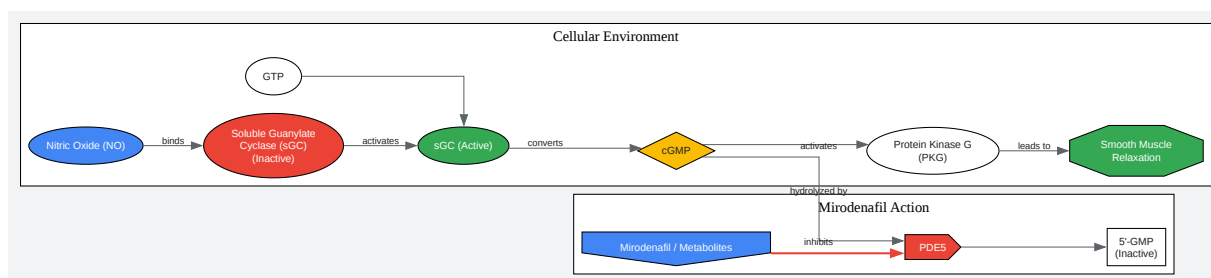 Cellular Environment
GTP
Nitric Oxide (NO)
binds
Soluble Guanylate
Cyclase (sGC)
(Inactive)
activates
sGC (Active)
converts
cGMP
activates
Protein Kinase G
(PKG)
leads to
Smooth Muscle
Relaxation
hydrolyzed by
Mirodenafil Action
Mirodenafil / Metabolites
inhibits
PDE5
5'-GMP
(Inactive)